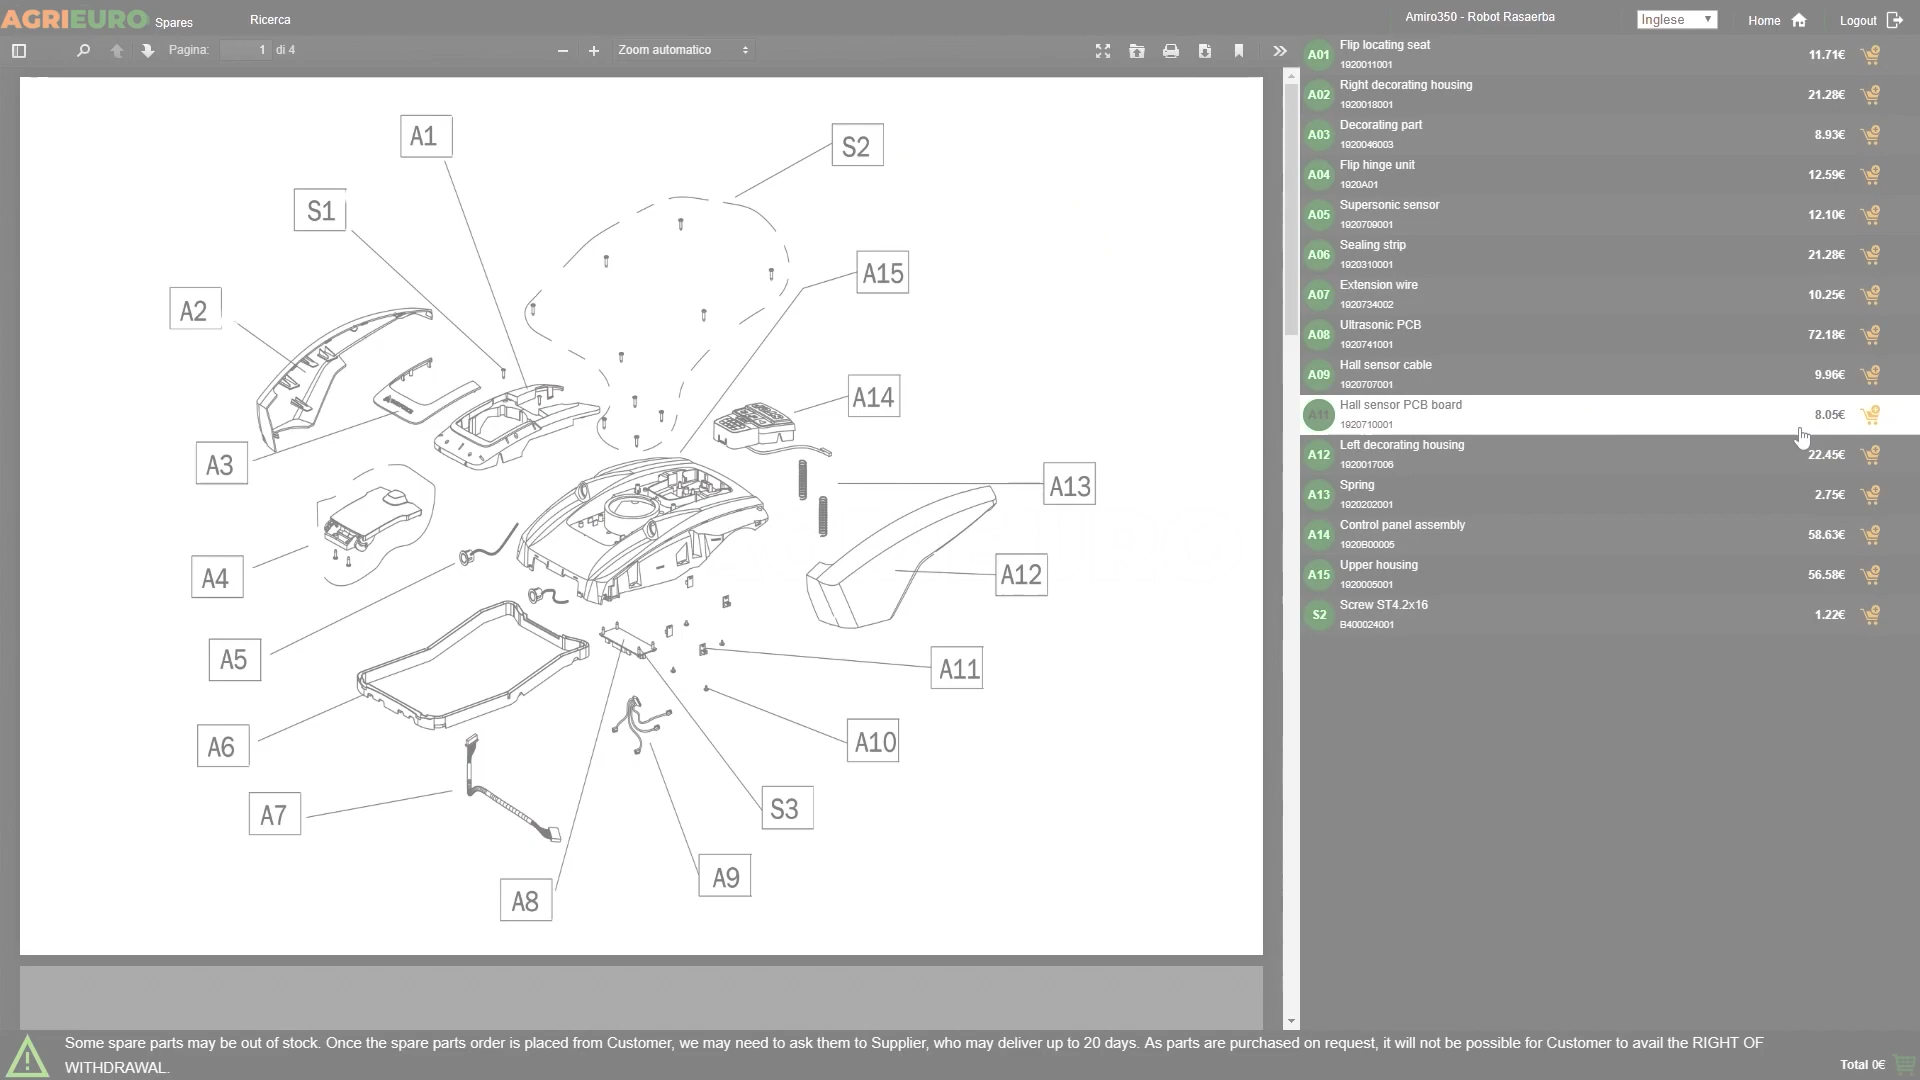 AGRIEURO Spares
Ricerca
Amiro350 - Robot Rasaerba
Inglese
Home
Logout
Pagina: 1 di 4
Zoom automatico
A1
S2
S1
A15
A2
A14
A3
A13
A4
A12
A5
A11
A6
A10
A7
S3
A9
A8
A01 Flip locating seat 11.71€
1920011001
A02 Right decorating housing 21.28€
1920018001
A03 Decorating part 8.93€
1920046003
A04 Flip hinge unit 12.59€
1920A01
A05 Supersonic sensor 12.10€
1920709001
A06 Sealing strip 21.28€
1920310001
A07 Extension wire 10.25€
1920734002
A08 Ultrasonic PCB 72.18€
1920741001
A09 Hall sensor cable 9.96€
1920707001
A11 Hall sensor PCB board 8.05€
1920710001
A12 Left decorating housing 22.45€
1920017006
A13 Spring 2.75€
1920202001
A14 Control panel assembly 58.63€
1920B00005
A15 Upper housing 56.58€
1920005001
S2 Screw ST4.2x16 1.22€
B400024001
Some spare parts may be out of stock. Once the spare parts order is placed from Customer, we may need to ask them to Supplier, who may deliver up to 20 days. As parts are purchased on request, it will not be possible for Customer to avail the RIGHT OF
WITHDRAWAL.
Total 0€